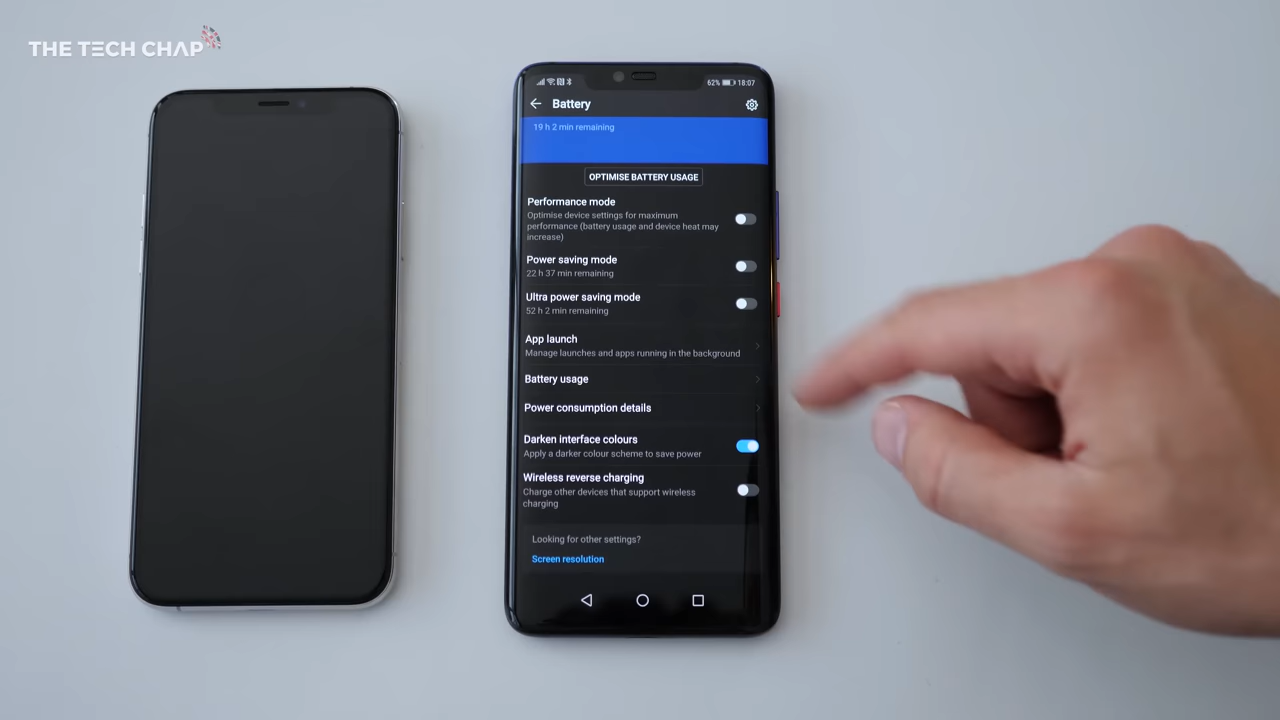 THE TECH CHAP
62% 18:07
Battery
19 h 2 min remaining
OPTIMISE BATTERY USAGE
Performance mode
Optimise device settings for maximum
performance (battery usage and device heat may
increase)
Power saving mode
22 h 37 min remaining
Ultra power saving mode
52 h 2 min remaining
App launch
Manage launches and apps running in the background
Battery usage
Power consumption details
Darken interface colours
Apply a darker colour scheme to save power
Wireless reverse charging
Charge other devices that support wireless
charging
Looking for other settings?
Screen resolution